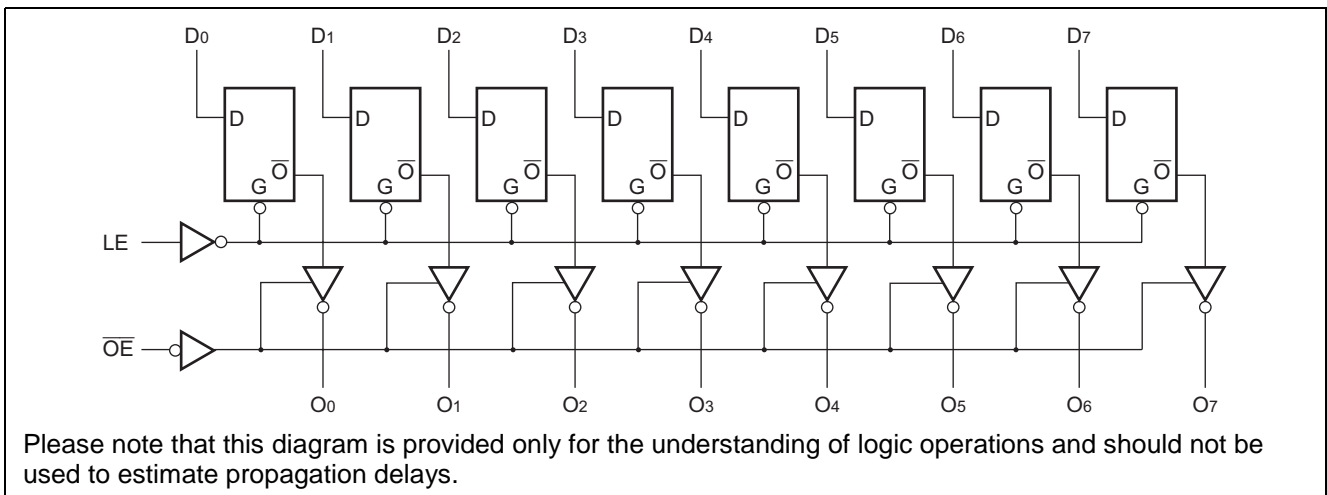 D0 D1 D2 D3 D4 D5 D6 D7
D D D D D D D D
O̅ O̅ O̅ O̅ O̅ O̅ O̅ O̅
G G G G G G G G
LE
O̅E̅
O0 O1 O2 O3 O4 O5 O6 O7
Please note that this diagram is provided only for the understanding of logic operations and should not be
used to estimate propagation delays.